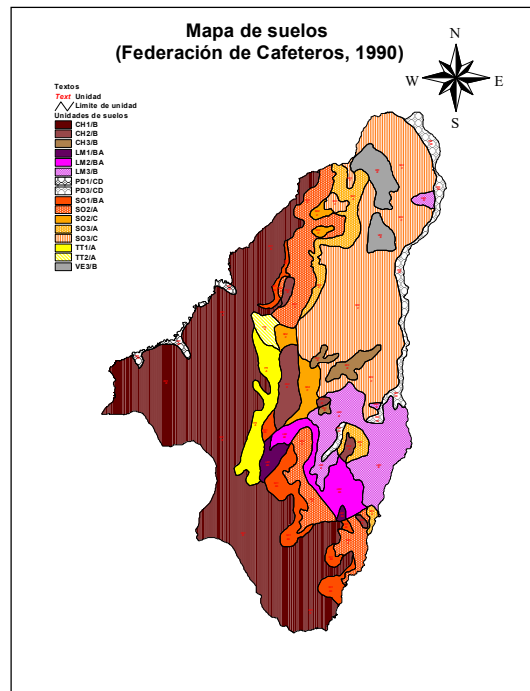 Mapa de suelos
(Federación de Cafeteros, 1990)
N
W
E
S
Textos
Text Unidad
Limite de unidad
Unidades de suelos
CH1/B
CH2/B
CH3/B
LM1/BA
LM2/BA
LM3/B
PD1/CD
PD3/CD
SO1/BA
SO2/A
SO2/C
SO3/A
SO3/C
TT1/A
TT2/A
VE3/B